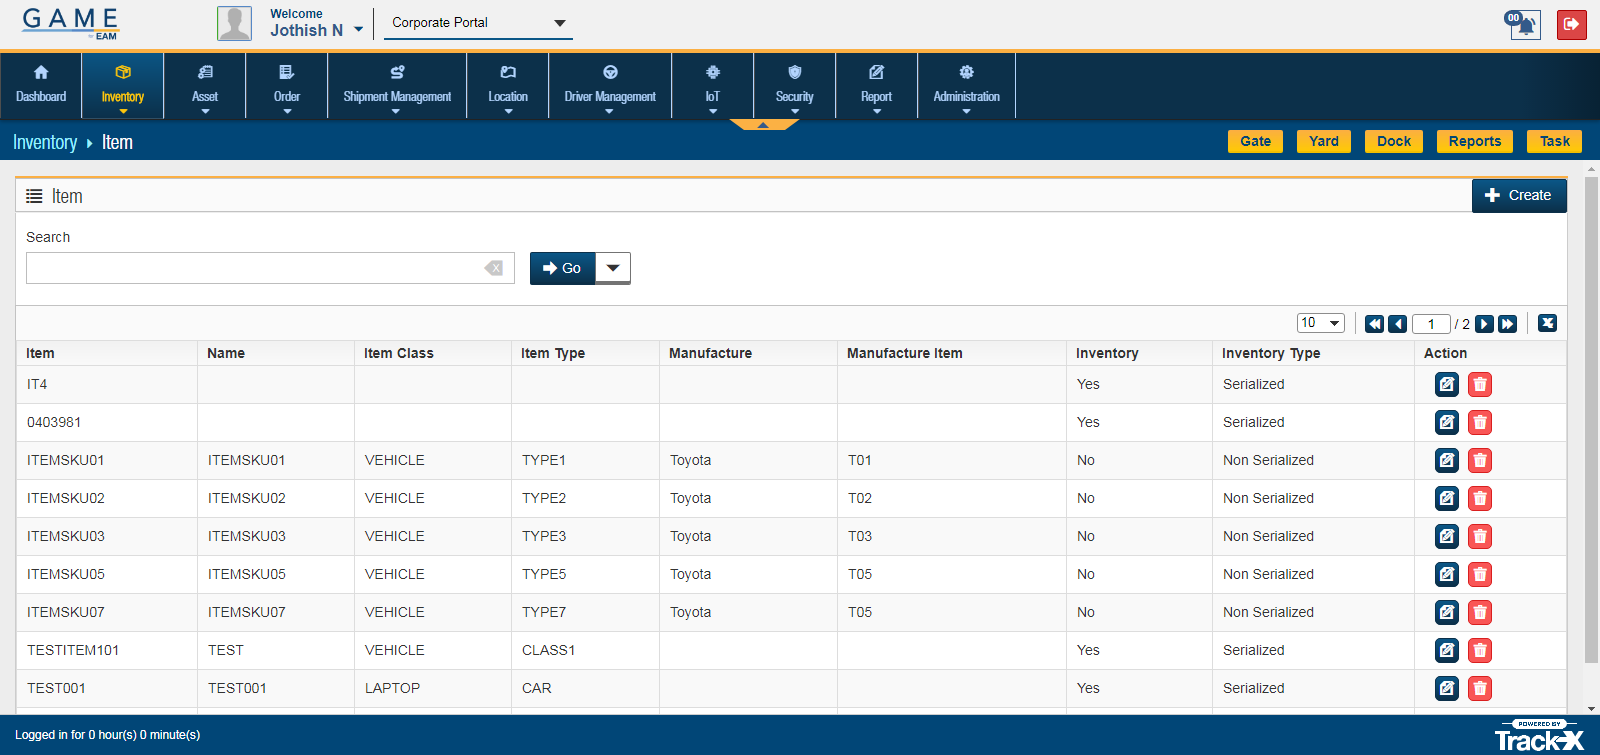 GAME
EAM
Welcome
Jothish N
Corporate Portal
00
Dashboard Inventory Asset Order Shipment Management Location Driver Management IoT Security Report Administration
Inventory Item
Gate Yard Dock Reports Task
Item
Create
Search
Go
10 1 / 2
Item Name Item Class Item Type Manufacture Manufacture Item Inventory Inventory Type Action
IT4 Yes Serialized
0403981 Yes Serialized
ITEMSKU01 ITEMSKU01 VEHICLE TYPE1 Toyota T01 No Non Serialized
ITEMSKU02 ITEMSKU02 VEHICLE TYPE2 Toyota T02 No Non Serialized
ITEMSKU03 ITEMSKU03 VEHICLE TYPE3 Toyota T03 No Non Serialized
ITEMSKU05 ITEMSKU05 VEHICLE TYPE5 Toyota T05 No Non Serialized
ITEMSKU07 ITEMSKU07 VEHICLE TYPE7 Toyota T05 No Non Serialized
TESTITEM101 TEST VEHICLE CLASS1 Yes Serialized
TEST001 TEST001 LAPTOP CAR Yes Serialized
Logged in for 0 hour(s) 0 minute(s)
POWERED BY
Track-X